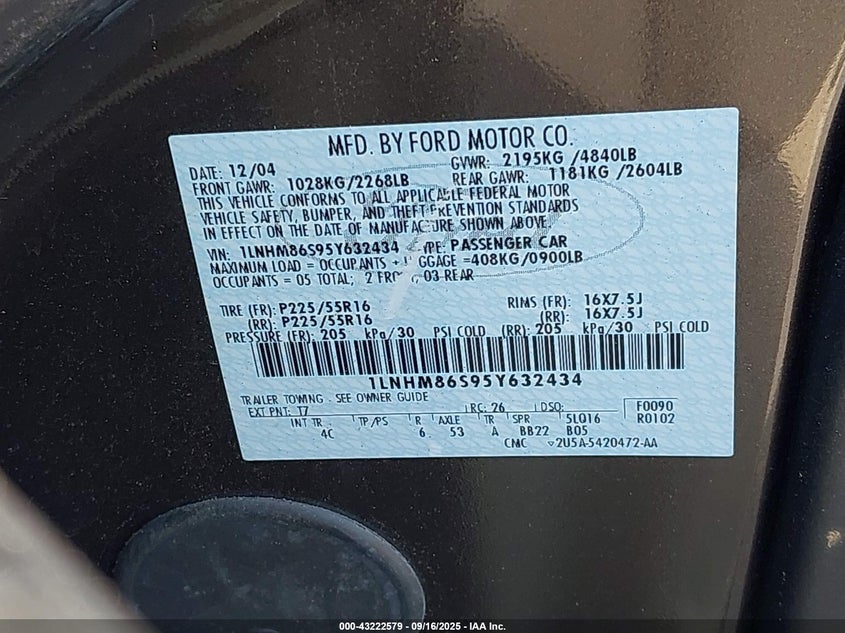 MFD. BY FORD MOTOR CO.
DATE: 12/04 GVWR: 2195KG /4840LB
FRONT GAWR: 1028KG/2268LB REAR GAWR: 1181KG /2604LB
THIS VEHICLE CONFORMS TO ALL APPLICABLE FEDERAL MOTOR
VEHICLE SAFETY, BUMPER, AND THEFT PREVENTION STANDARDS
IN EFFECT ON THE DATE OF MANUFACTURE SHOWN ABOVE.
VIN: 1LNHM86S95Y632434 TYPE: PASSENGER CAR
MAXIMUM LOAD = OCCUPANTS + LUGGAGE =408KG/0900LB
OCCUPANTS = 05 TOTAL; 2 FRONT, 03 REAR
TIRE (FR): P225/55R16 RIMS (FR): 16X7.5J
(RR): P225/55R16 (RR): 16X7.5J
PRESSURE (FR): 205 kPa/30 PSI COLD (RR): 205 kPa/30 PSI COLD
1LNHM86S95Y632434
TRAILER TOWING - SEE OWNER GUIDE
EXT PNT: T7 RC: 26 DSO: F0090
INT TR TP/PS R AXLE TR SPR 5L016 R0102
4C 6 53 A BB22 B05
CMC 2U5A-5420472-AA
000-43222579 - 09/16/2025 - IAA Inc.